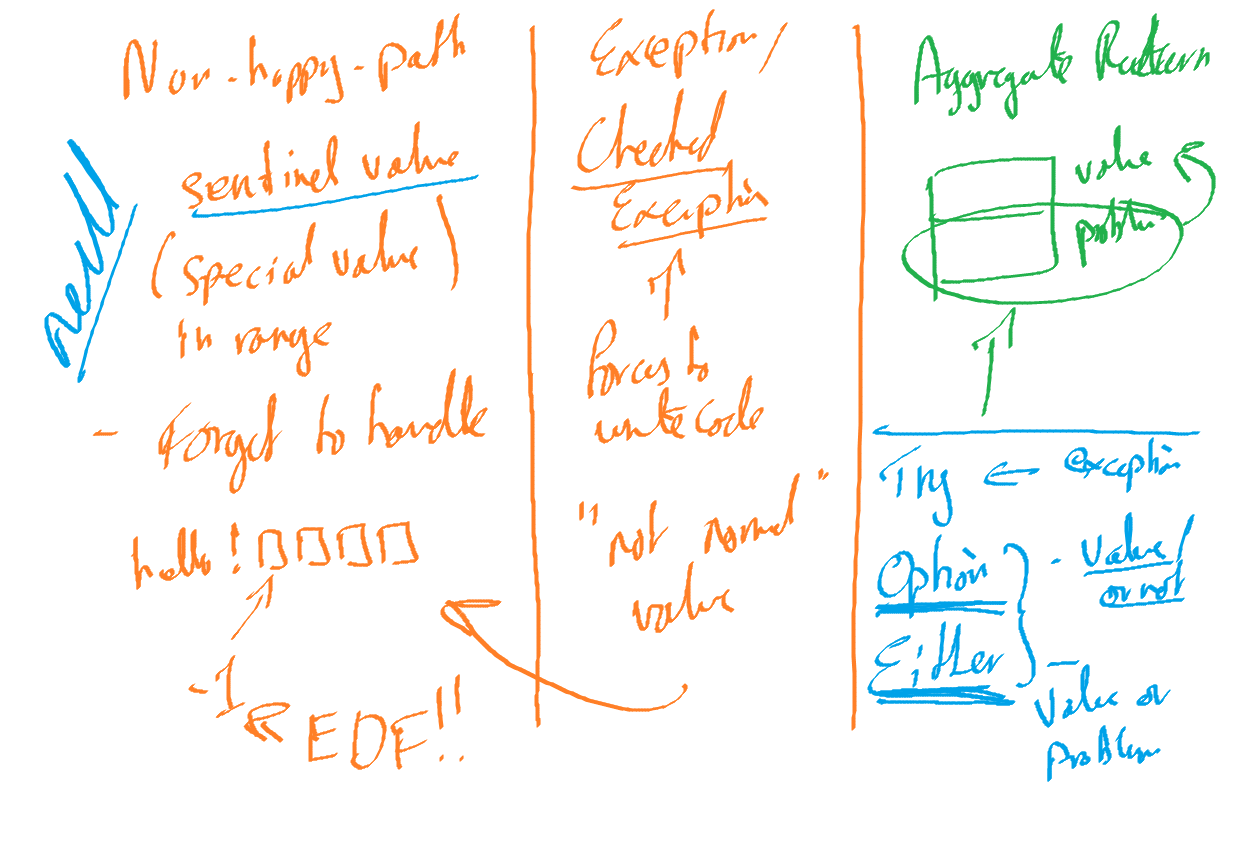 Non-happy-path
null
sentinel value
(special value)
in range
- Forget to handle
hello!
-1
EOF!!
Exception/
Checked
Exception
Forces to
write code
"not normal"
value
Aggregate Return
value
problem
Try ← exception
Option
Either
- value/
or not
- value or
problem